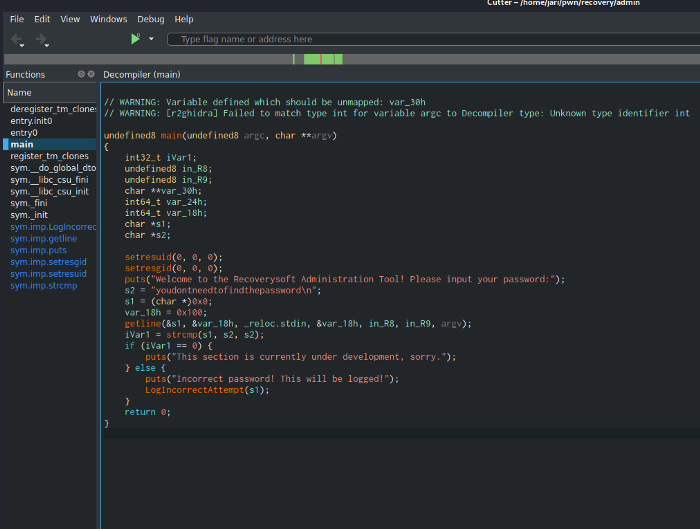 Cutter – /home/jari/pwn/recovery/admin
File Edit View Windows Debug Help
Type flag name or address here
Functions
Decompiler (main)
Name
deregister_tm_clones
entry.init0
entry0
main
register_tm_clones
sym.__do_global_dto
sym.__libc_csu_fini
sym.__libc_csu_init
sym._fini
sym._init
sym.imp.LogIncorrec
sym.imp.getline
sym.imp.puts
sym.imp.setresgid
sym.imp.setresuid
sym.imp.strcmp
// WARNING: Variable defined which should be unmapped: var_30h
// WARNING: [r2ghidra] Failed to match type int for variable argc to Decompiler type: Unknown type identifier int
undefined8 main(undefined8 argc, char **argv)
{
int32_t iVar1;
undefined8 in_R8;
undefined8 in_R9;
char **var_30h;
int64_t var_24h;
int64_t var_18h;
char *s1;
char *s2;
setresuid(0, 0, 0);
setresgid(0, 0, 0);
puts("Welcome to the Recoverysoft Administration Tool! Please input your password:");
s2 = "youdontneedtofindthepassword\n";
s1 = (char *)0x0;
var_18h = 0x100;
getline(&s1, &var_18h, _reloc.stdin, &var_18h, in_R8, in_R9, argv);
iVar1 = strcmp(s1, s2, s2);
if (iVar1 == 0) {
puts("This section is currently under development, sorry.");
} else {
puts("Incorrect password! This will be logged!");
LogIncorrectAttempt(s1);
}
return 0;
}